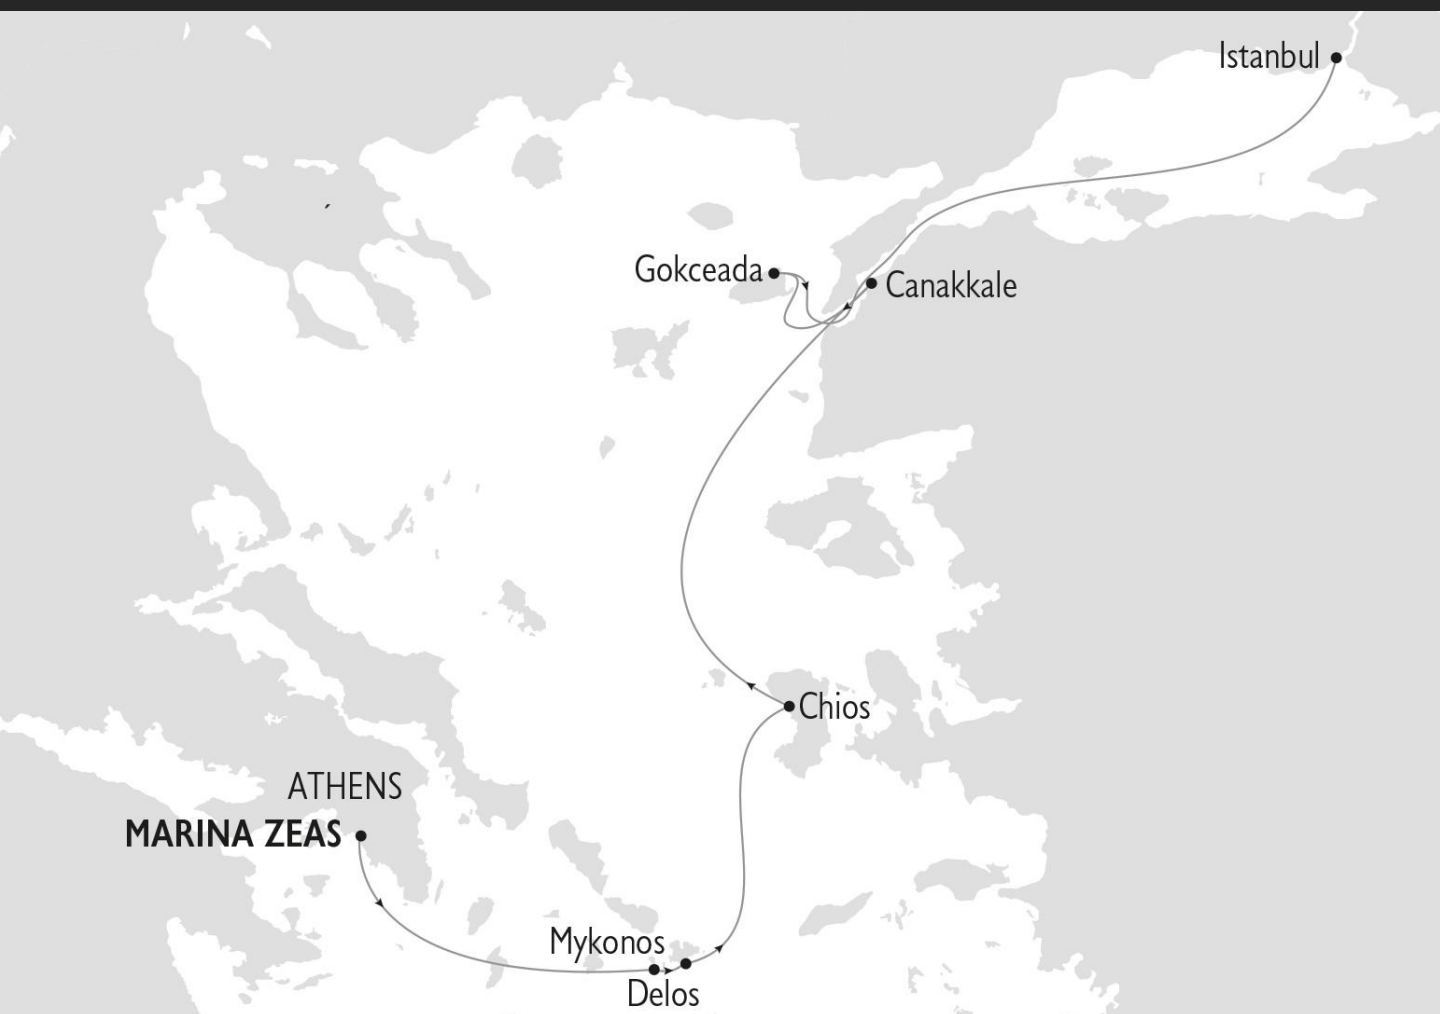 Istanbul
Gokceada
Canakkale
Chios
ATHENS
MARINA ZEAS
Mykonos
Delos